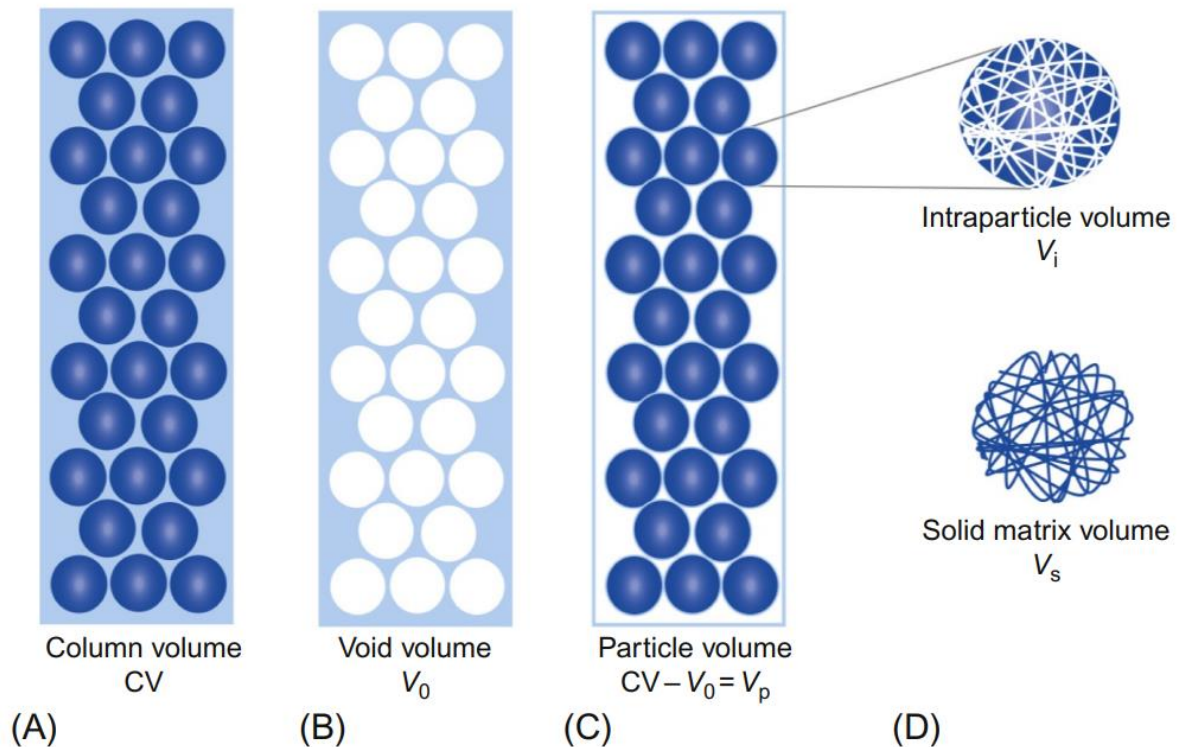 Intraparticle volume
Vi
Solid matrix volume
Vs
Column volume
CV
Void volume
V0
Particle volume
CV – V0 = Vp
(A)
(B)
(C)
(D)